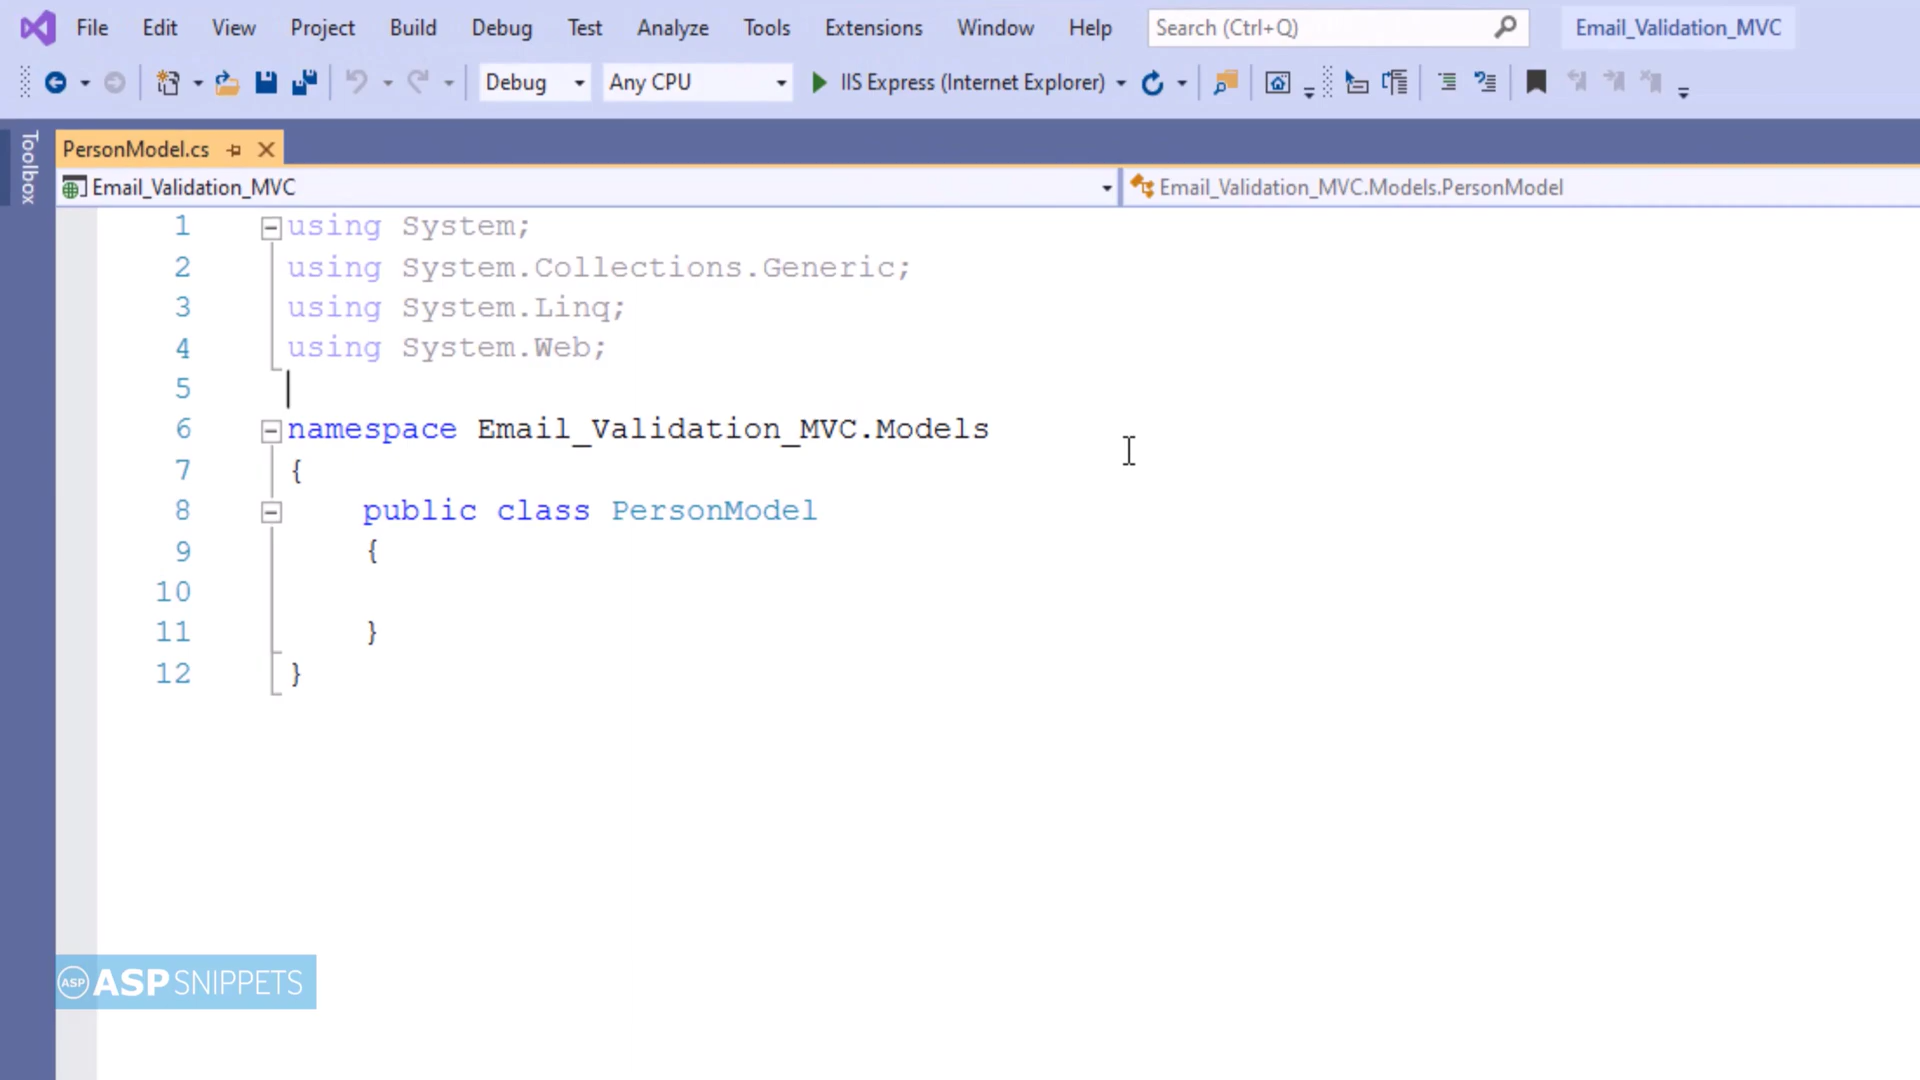 File Edit View Project Build Debug Test Analyze Tools Extensions Window Help Search (Ctrl+Q) Email_Validation_MVC
Debug Any CPU IIS Express (Internet Explorer)
Toolbox
PersonModel.cs
Email_Validation_MVC Email_Validation_MVC.Models.PersonModel
1 using System;
2 using System.Collections.Generic;
3 using System.Linq;
4 using System.Web;
5
6 namespace Email_Validation_MVC.Models
7 {
8 public class PersonModel
9 {
10
11 }
12 }
ASP ASPSNIPPETS